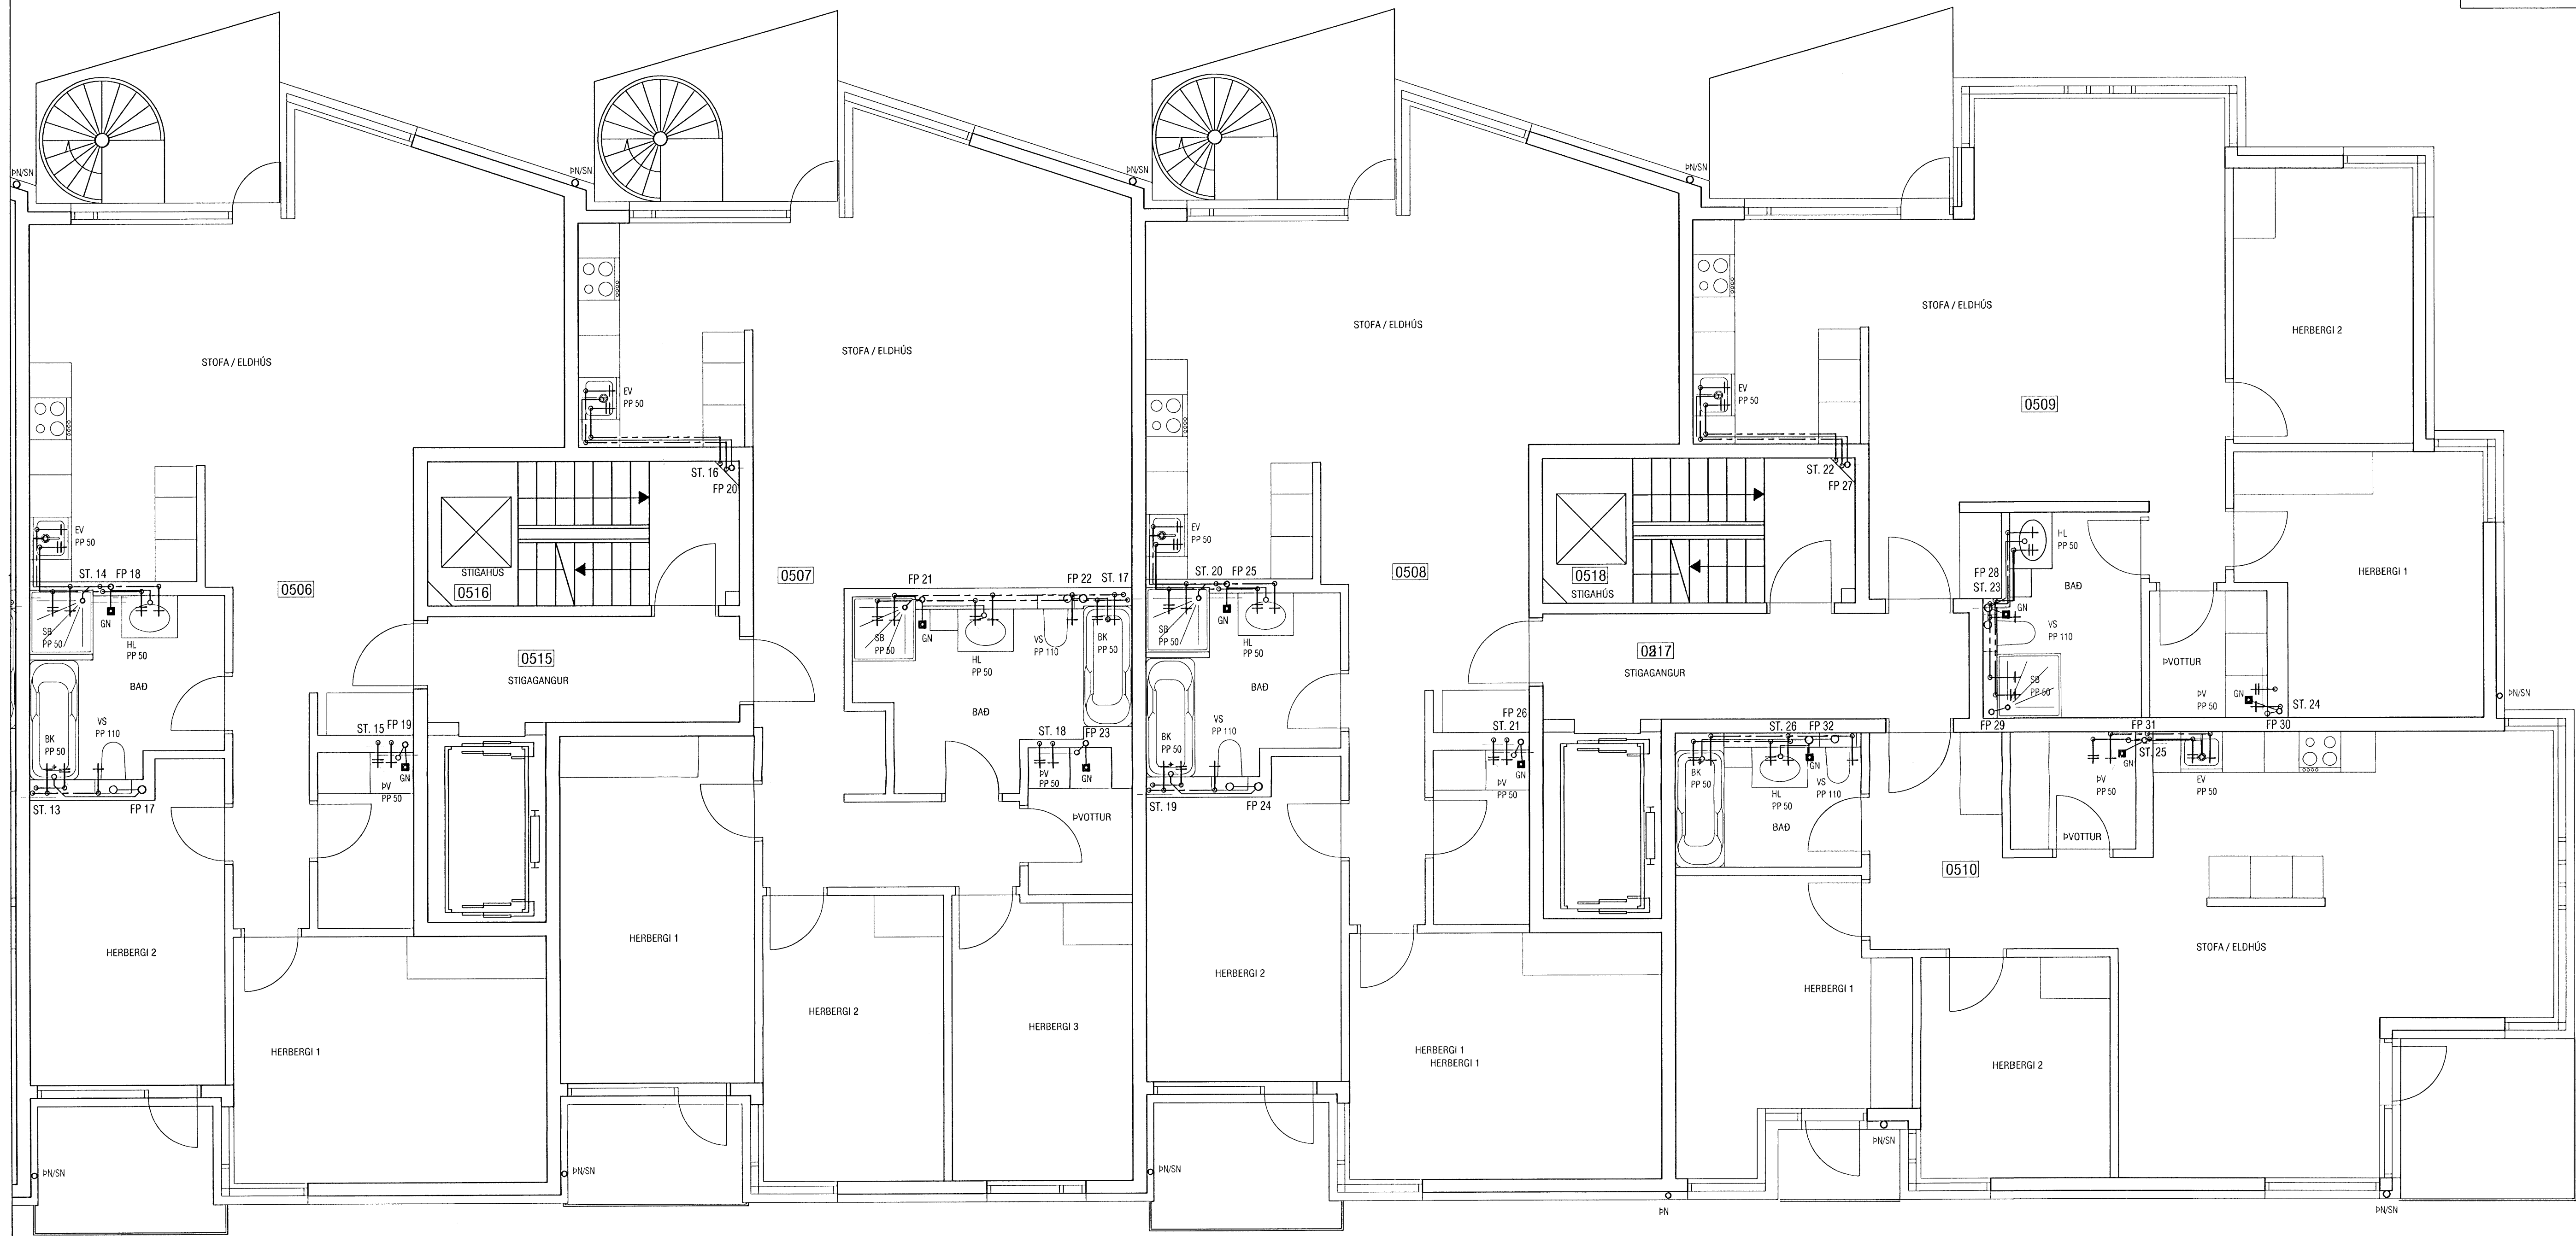 ÞN/SN
ÞN/SN
ÞN/SN
ÞN/SN
STOFA / ELDHÚS
EV
PP 50
ST. 14
FP 18
GN
SB
PP 50
HL
PP 50
BAÐ
VS
PP 110
BK
PP 50
ST. 13
FP 17
0506
ST. 15
FP 19
GN
ÞV
PP 50
HERBERGI 2
HERBERGI 1
ÞN/SN
STIGAHÚS
0516
0515
STIGAGANGUR
STOFA / ELDHÚS
EV
PP 50
ST. 16
FP 20
0507
FP 21
FP 22
ST. 17
SB
PP 50
GN
HL
PP 50
VS
PP 110
BK
PP 50
BAÐ
ST. 18
FP 23
ÞV
PP 50
GN
ÞVOTTUR
HERBERGI 1
HERBERGI 2
HERBERGI 3
ÞN/SN
STOFA / ELDHÚS
EV
PP 50
ST. 20
FP 25
SB
PP 50
GN
HL
PP 50
BAÐ
VS
PP 110
BK
PP 50
ST. 19
FP 24
0508
FP 26
ST. 21
GN
ÞV
PP 50
HERBERGI 2
HERBERGI 1
HERBERGI 1
ÞN/SN
0518
STIGAHÚS
STIGAGANGUR
STOFA / ELDHÚS
EV
PP 50
ST. 22
FP 27
0509
HERBERGI 2
HERBERGI 1
HL
PP 50
FP 28
ST. 23
BAÐ
GN
VS
PP 110
SB
PP 50
FP 29
ÞVOTTUR
ÞV
PP 50
GN
ST. 24
FP 30
ÞN/SN
ST. 26
FP 32
BK
PP 50
HL
PP 50
GN
VS
PP 110
BAÐ
FP 31
ST. 25
GN
ÞV
PP 50
EV
PP 50
ÞVOTTUR
0510
STOFA / ELDHÚS
HERBERGI 1
HERBERGI 2
ÞN/SN
ÞN
ÞN/SN